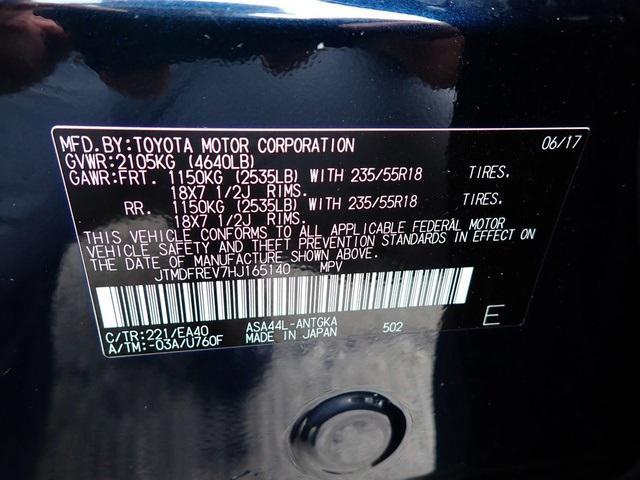 MFD.BY:TOYOTA MOTOR CORPORATION 06/17
GVWR:2105KG (4640LB)
GAWR:FRT. 1150KG (2535LB) WITH 235/55R18 TIRES.
18X7 1/2J RIMS.
RR. 1150KG (2535LB) WITH 235/55R18 TIRES.
18X7 1/2J RIMS.
THIS VEHICLE CONFORMS TO ALL APPLICABLE FEDERAL MOTOR
VEHICLE SAFETY AND THEFT PREVENTION STANDARDS IN EFFECT ON
THE DATE OF MANUFACTURE SHOWN ABOVE.
JTMDFREV7HJ165140 MPV
C/TR:221/EA40 ASA44L-ANTGKA 502 E
A/TM:-03A/U760F MADE IN JAPAN